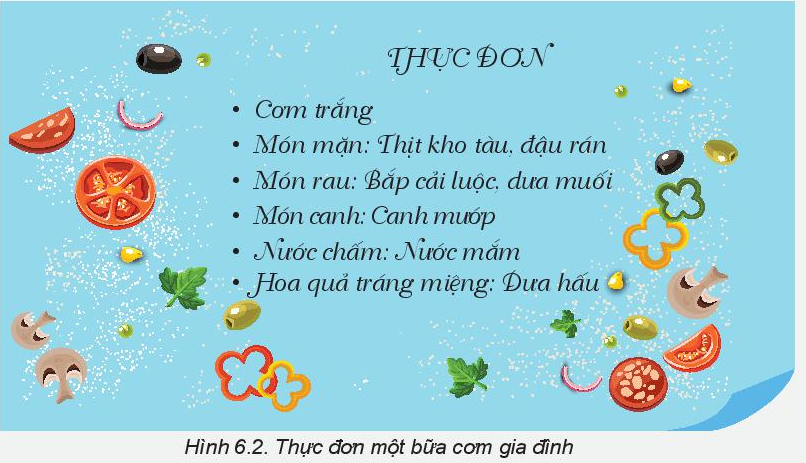 THỰC ĐƠN
• Cơm trắng
• Món mặn: Thịt kho tàu, đậu rán
• Món rau: Bắp cải luộc, dưa muối
• Món canh: Canh mướp
• Nước chấm: Nước mắm
• Hoa quả tráng miệng: Dưa hấu
Hình 6.2. Thực đơn một bữa cơm gia đình